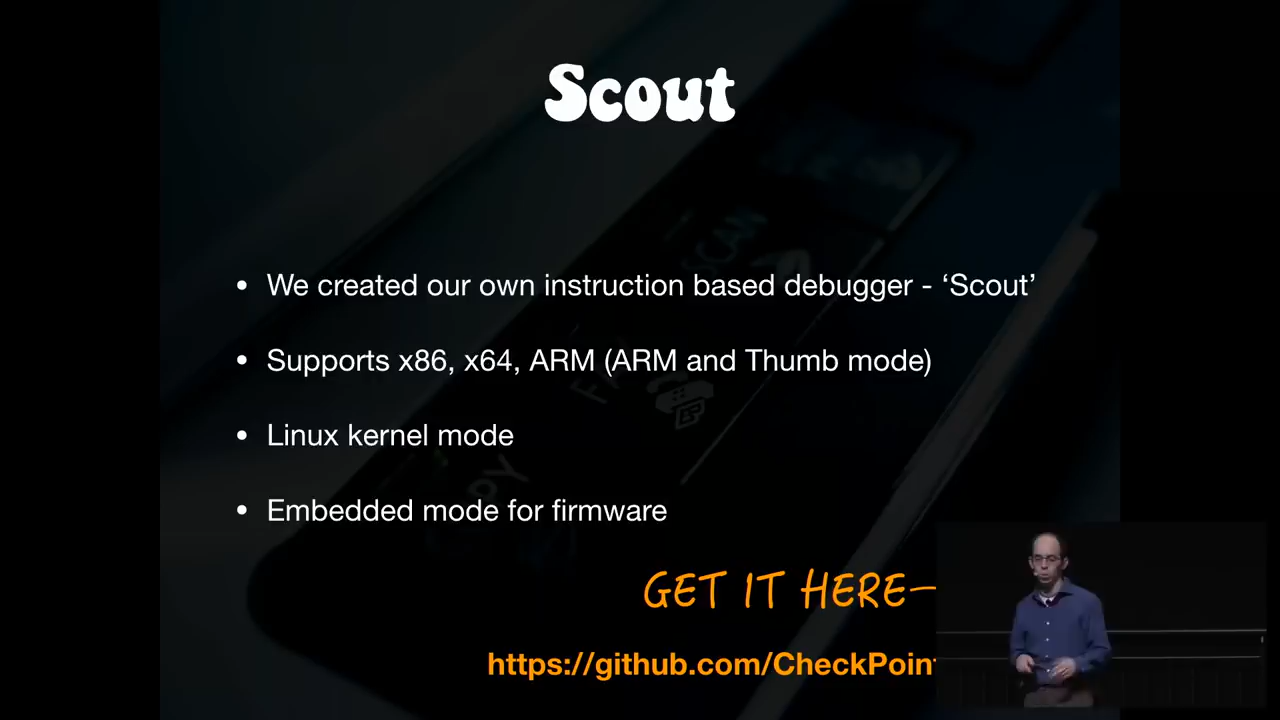 Scout
• We created our own instruction based debugger - ‘Scout’
• Supports x86, x64, ARM (ARM and Thumb mode)
• Linux kernel mode
• Embedded mode for firmware
SCAN
GET IT HERE—
https://github.com/CheckPoin